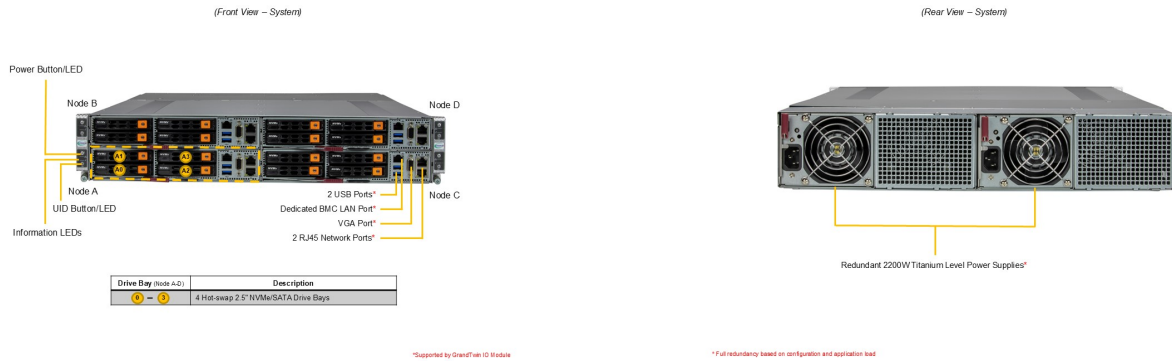 (Front View – System)
(Rear View – System)
Power Button/LED
Node B
Node D
A1
A3
A0
A2
Node A
Node C
UID Button/LED
Information LEDs
2 USB Ports*
Dedicated BMC LAN Port*
VGA Port*
2 RJ45 Network Ports*
Redundant 2200W Titanium Level Power Supplies*
Drive Bay (Node A-D) Description
0 – 3 4 Hot-swap 2.5" NVMe/SATA Drive Bays
*Supported by GrandTwin IO Module
* Full redundancy based on configuration and application load